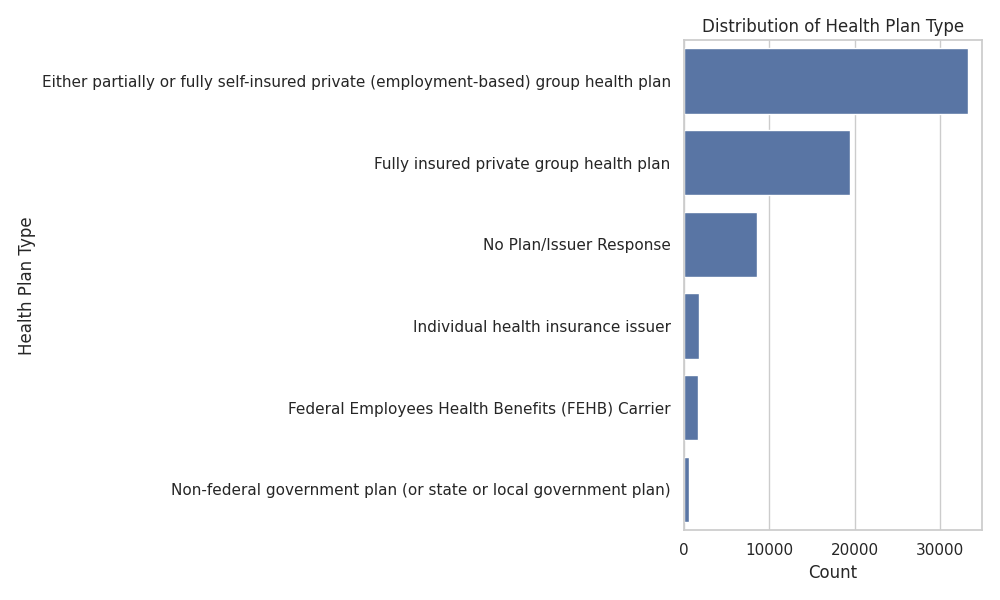 Distribution of Health Plan Type
Health Plan Type
Either partially or fully self-insured private (employment-based) group health plan
Fully insured private group health plan
No Plan/Issuer Response
Individual health insurance issuer
Federal Employees Health Benefits (FEHB) Carrier
Non-federal government plan (or state or local government plan)
0 10000 20000 30000
Count